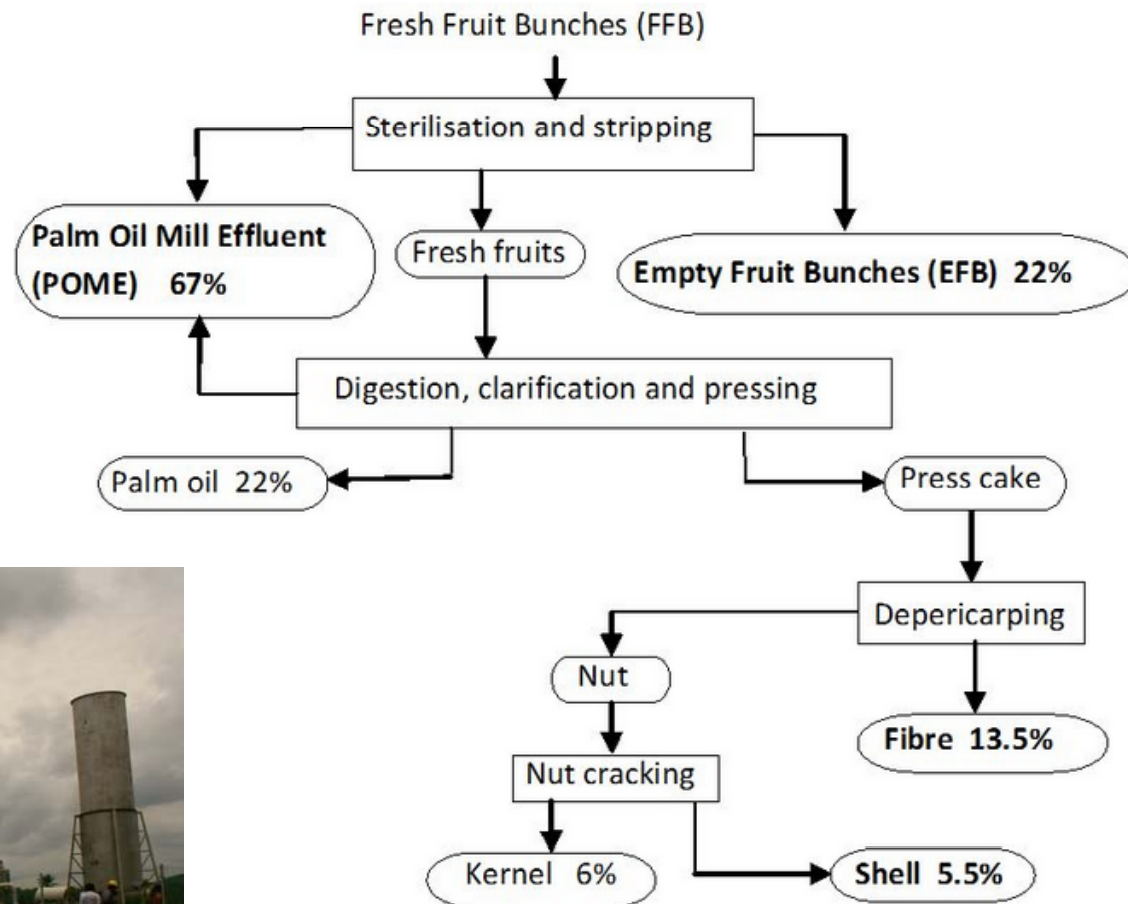 Fresh Fruit Bunches (FFB)
Sterilisation and stripping
Palm Oil Mill Effluent
(POME) 67%
Fresh fruits
Empty Fruit Bunches (EFB) 22%
Digestion, clarification and pressing
Palm oil 22%
Press cake
Depericarping
Nut
Fibre 13.5%
Nut cracking
Kernel 6%
Shell 5.5%